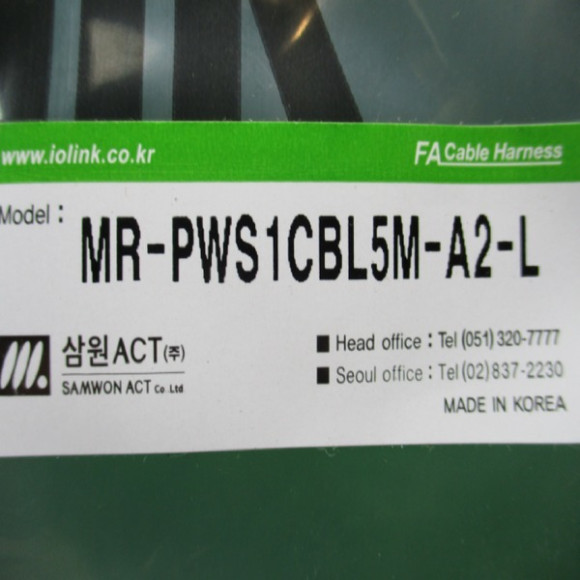 www.iolink.co.kr
FA Cable Harness
Model :
MR-PWS1CBL5M-A2-L
삼원ACT(주)
SAMWON ACT Co.Ltd
■ Head office : Tel (051) 320-7777
■ Seoul office : Tel (02) 837-2230
MADE IN KOREA